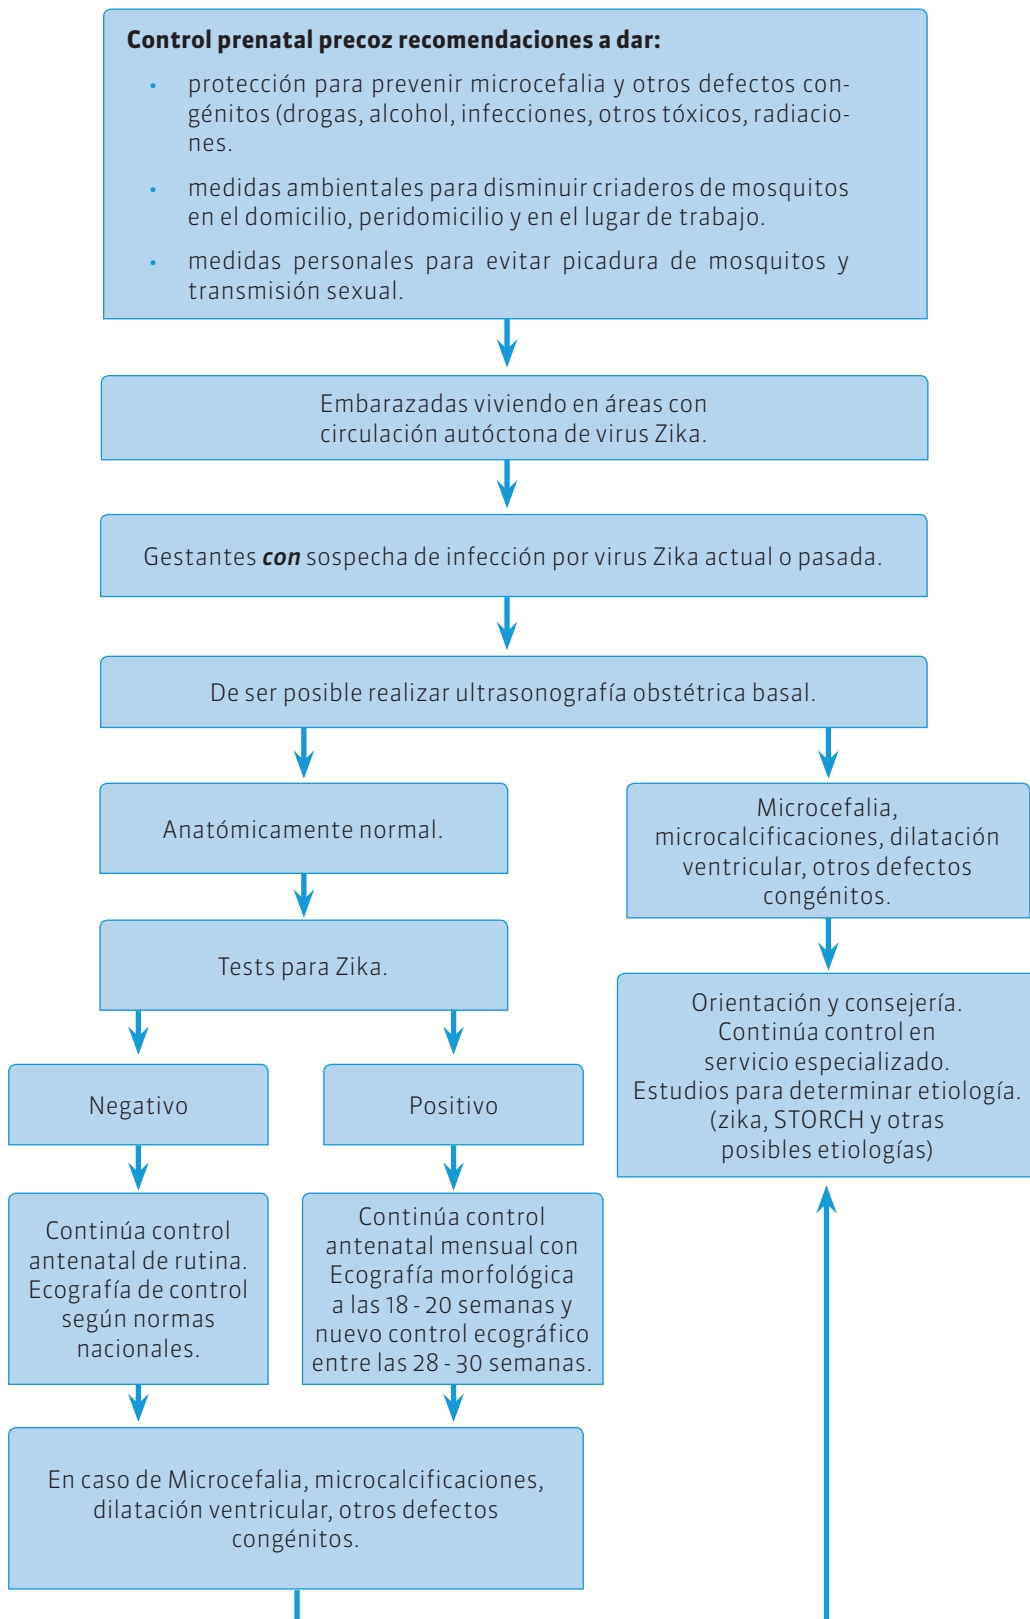 Control prenatal precoz recomendaciones a dar:
• protección para prevenir microcefalia y otros defectos con-
génitos (drogas, alcohol, infecciones, otros tóxicos, radiacio-
nes.
• medidas ambientales para disminuir criaderos de mosquitos
en el domicilio, peridomicilio y en el lugar de trabajo.
• medidas personales para evitar picadura de mosquitos y
transmisión sexual.
Embarazadas viviendo en áreas con
circulación autóctona de virus Zika.
Gestantes con sospecha de infección por virus Zika actual o pasada.
De ser posible realizar ultrasonografía obstétrica basal.
Anatómicamente normal.
Microcefalia,
microcalcificaciones, dilatación
ventricular, otros defectos
congénitos.
Tests para Zika.
Orientación y consejería.
Continúa control en
servicio especializado.
Estudios para determinar etiología.
(zika, STORCH y otras
posibles etiologías)
Negativo
Positivo
Continúa control
antenatal de rutina.
Ecografía de control
según normas
nacionales.
Continúa control
antenatal mensual con
Ecografía morfológica
a las 18 - 20 semanas y
nuevo control ecográfico
entre las 28 - 30 semanas.
En caso de Microcefalia, microcalcificaciones,
dilatación ventricular, otros defectos
congénitos.